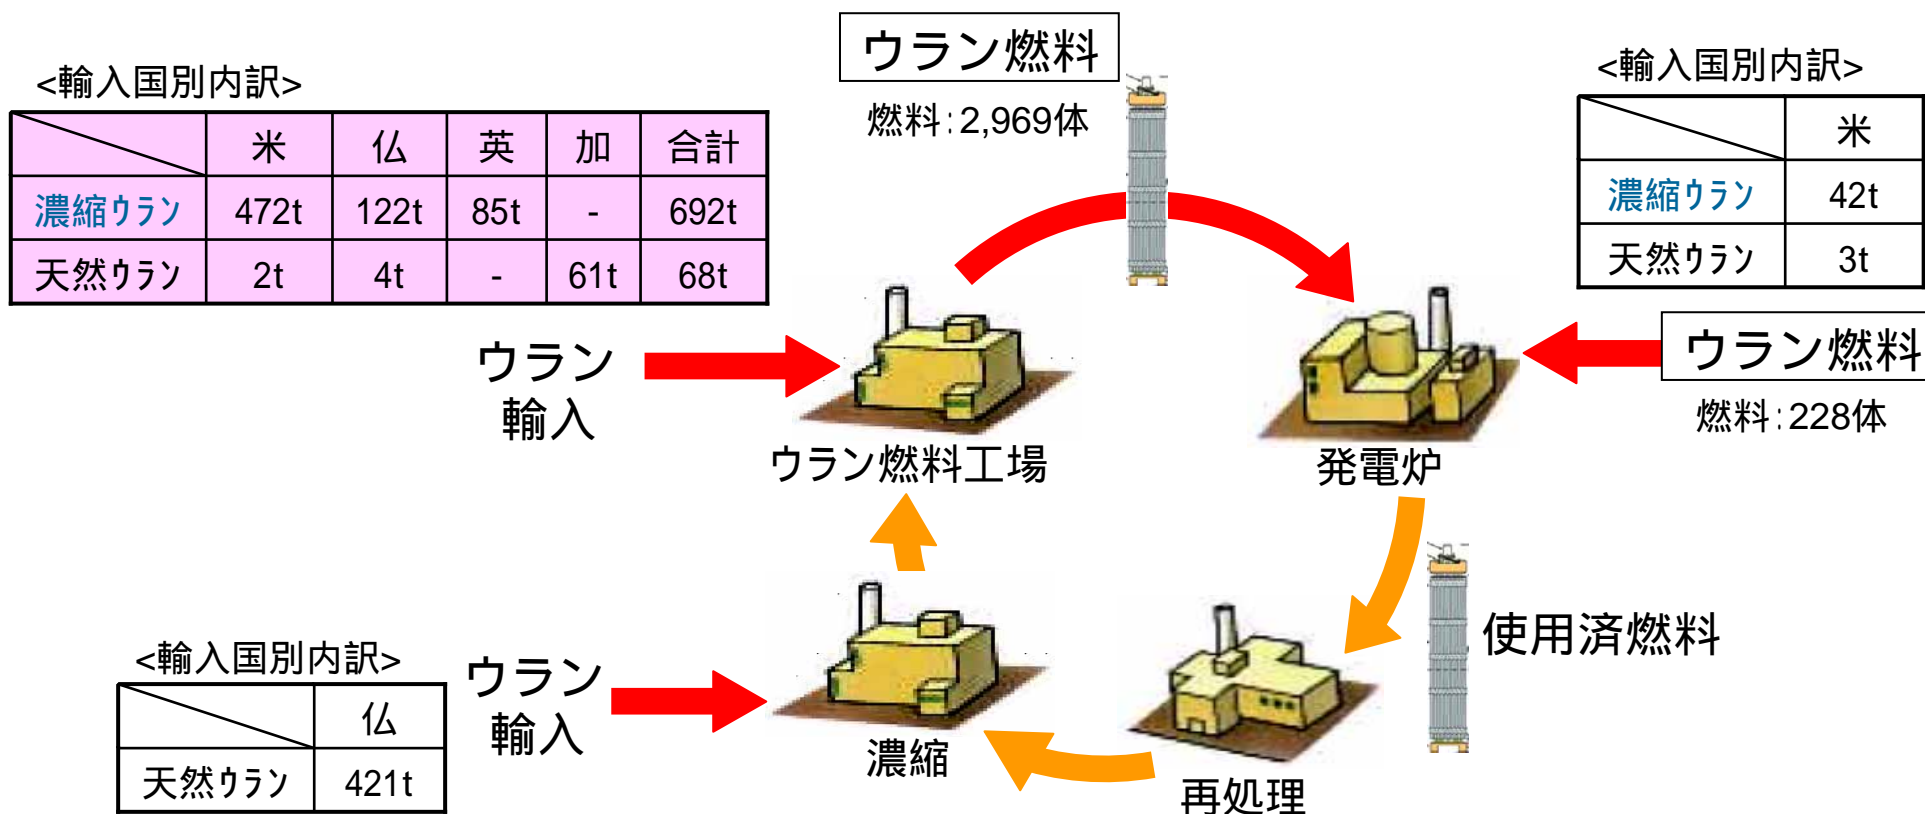 <輸入国別内訳>
米 仏 英 加 合計
濃縮ウラン 472t 122t 85t - 692t
天然ウラン 2t 4t - 61t 68t
ウラン燃料
燃料:2,969体
<輸入国別内訳>
米
濃縮ウラン 42t
天然ウラン 3t
ウラン
輸入
ウラン燃料工場
発電炉
ウラン燃料
燃料:228体
<輸入国別内訳>
仏
天然ウラン 421t
ウラン
輸入
濃縮
再処理
使用済燃料